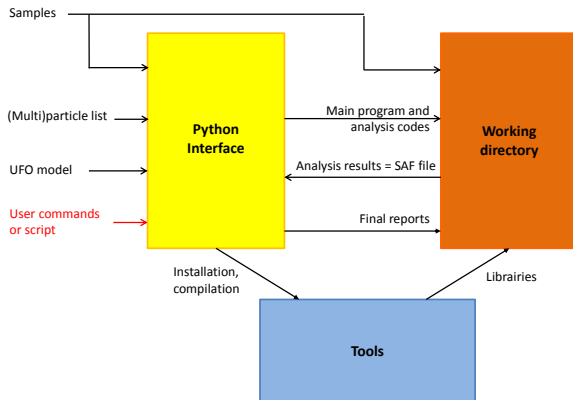 Samples
(Multi)particle list
UFO model
User commands
or script
Python
Interface
Main program and
analysis codes
Analysis results = SAF file
Final reports
Working
directory
Installation,
compilation
Librairies
Tools